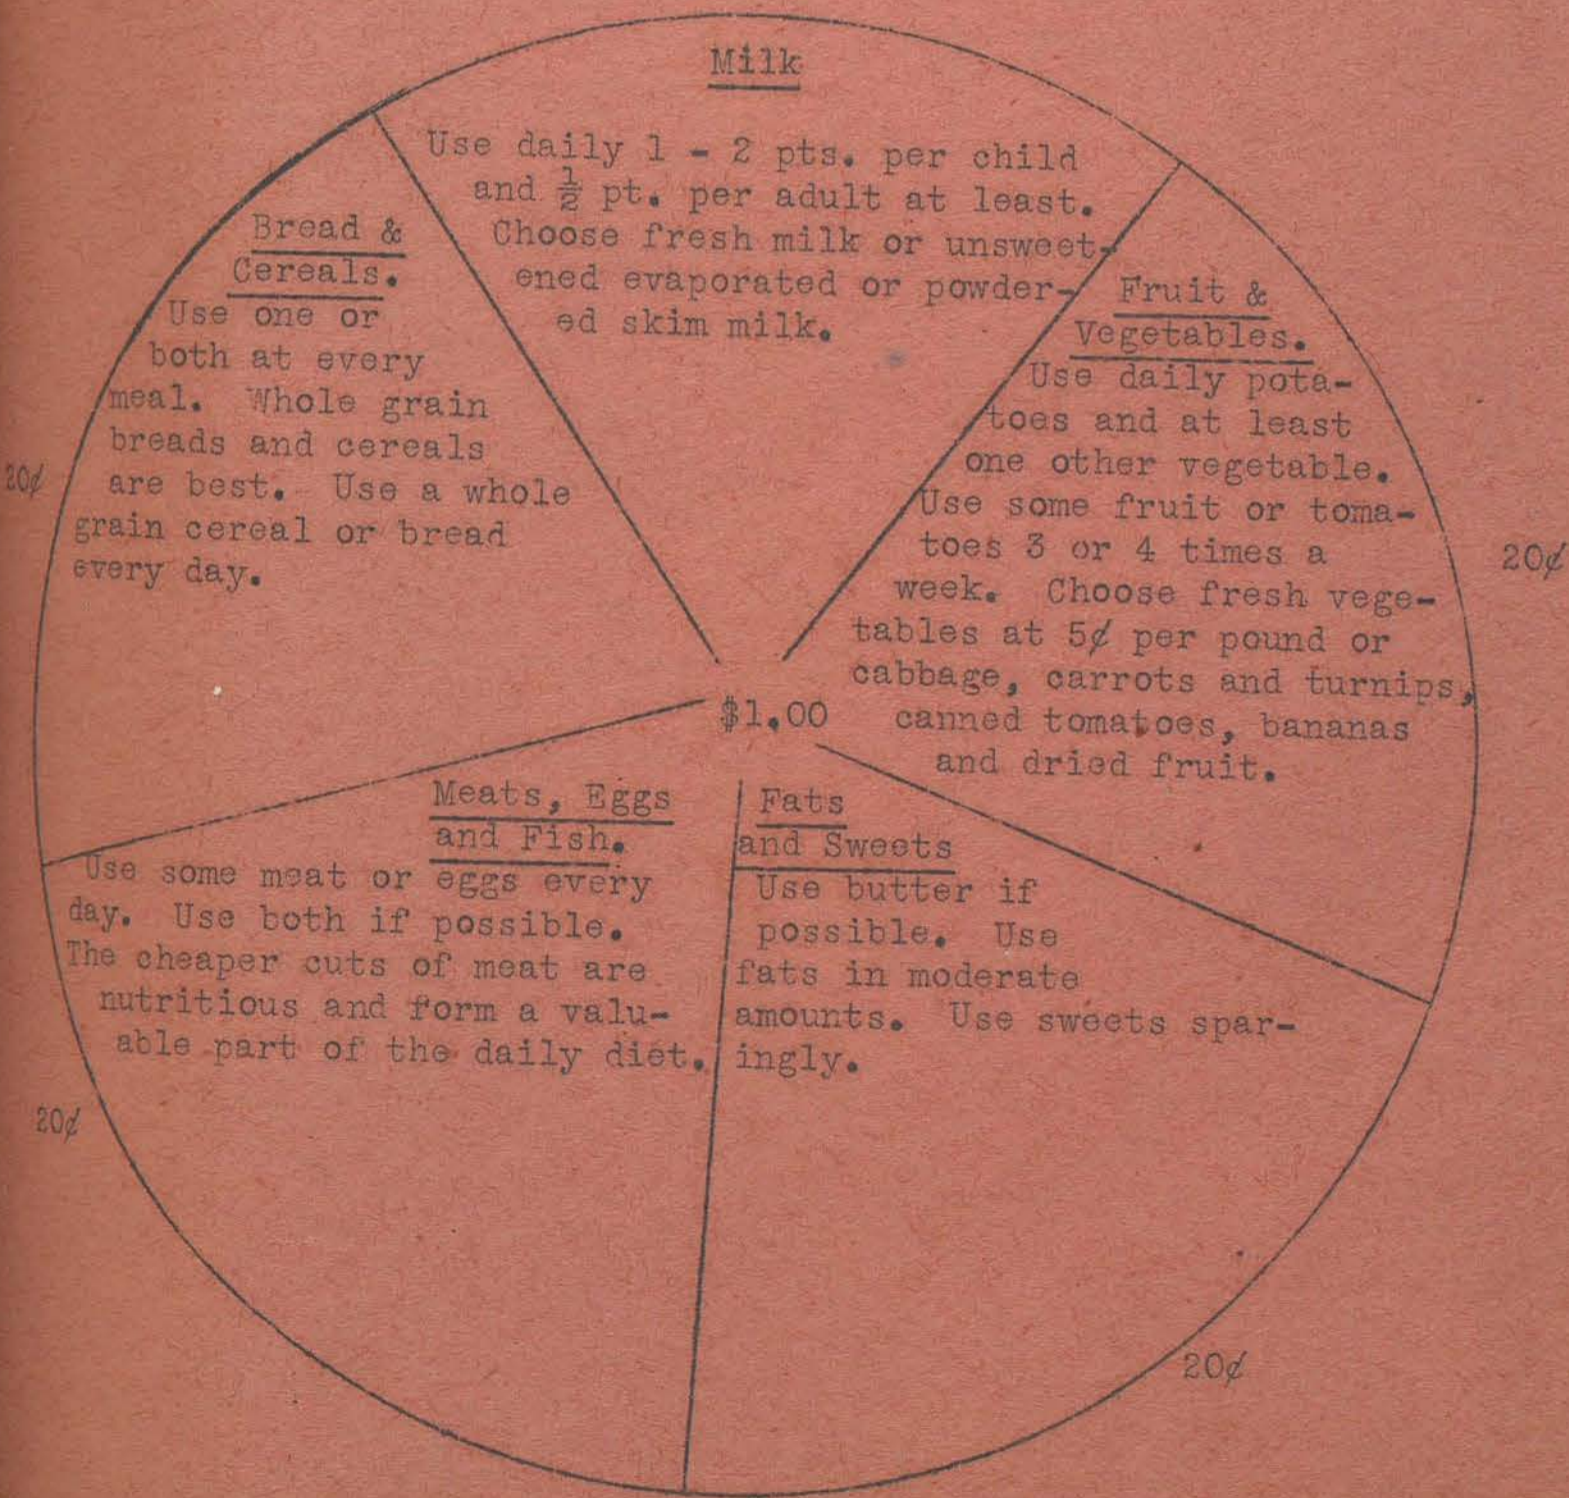 Milk
Use daily 1 - 2 pts. per child
and ½ pt. per adult at least.
Choose fresh milk or unsweet-
ened evaporated or powder-
ed skim milk.
Bread &
Cereals.
Use one or
both at every
meal. Whole grain
breads and cereals
are best. Use a whole
grain cereal or bread
every day.
20¢
Fruit &
Vegetables.
Use daily pota-
toes and at least
one other vegetable.
Use some fruit or toma-
toes 3 or 4 times a
week. Choose fresh vege-
tables at 5¢ per pound or
cabbage, carrots and turnips,
canned tomatoes, bananas
and dried fruit.
20¢
$1.00
Meats, Eggs
and Fish.
Use some meat or eggs every
day. Use both if possible.
The cheaper cuts of meat are
nutritious and form a valu-
able part of the daily diet.
20¢
Fats
and Sweets
Use butter if
possible. Use
fats in moderate
amounts. Use sweets spar-
ingly.
20¢